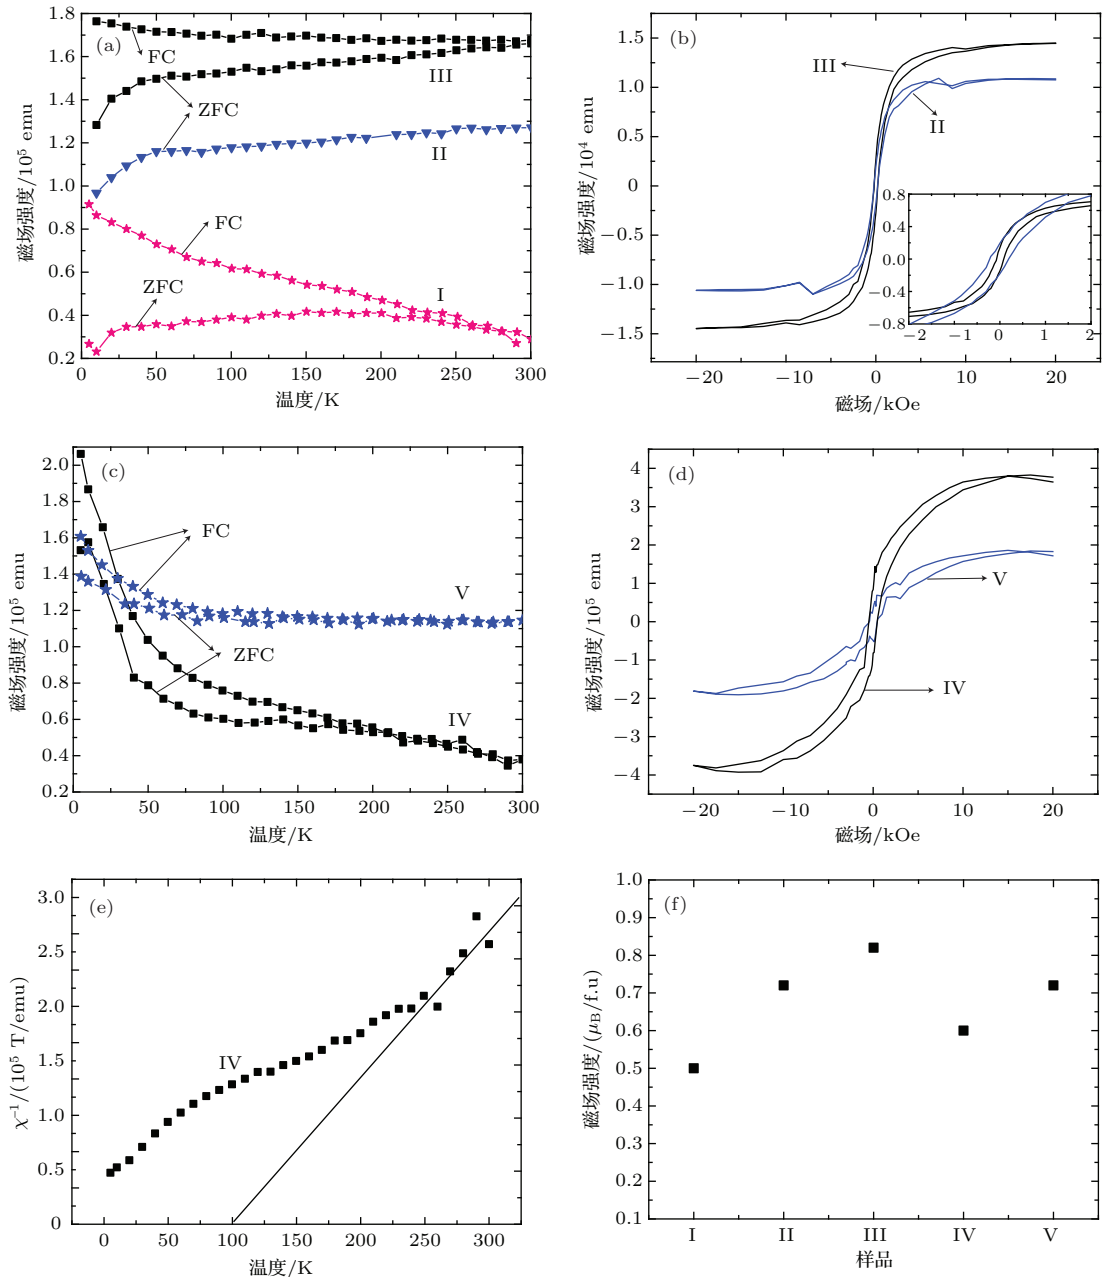 (a)
1.8
1.6
1.4
1.2
1.0
0.8
0.6
0.4
0.2
磁场强度/10⁵ emu
FC
ZFC
III
II
FC
ZFC
I
0 50 100 150 200 250 300
温度/K
(b)
1.5
1.0
0.5
0
−0.5
−1.0
−1.5
磁场强度/10⁴ emu
III
II
0.8
0.4
0.0
−0.4
−0.8
−2 −1 0 1 2
−20 −10 0 10 20
磁场/kOe
(c)
2.0
1.8
1.6
1.4
1.2
1.0
0.8
0.6
0.4
0.2
磁场强度/10⁵ emu
FC
V
ZFC
IV
0 50 100 150 200 250 300
温度/K
(d)
4
3
2
1
0
−1
−2
−3
−4
磁场强度/10⁵ emu
V
IV
−20 −10 0 10 20
磁场/kOe
(e)
3.0
2.5
2.0
1.5
1.0
0.5
0
χ⁻¹/(10⁵ T/emu)
IV
0 50 100 150 200 250 300
温度/K
(f)
1.0
0.9
0.8
0.7
0.6
0.5
0.4
0.3
0.2
0.1
磁场强度/(μB/f.u)
I II III IV V
样品